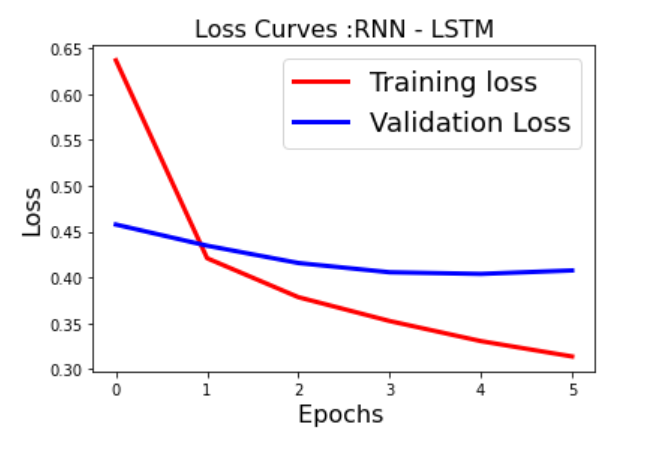 Loss Curves :RNN - LSTM
0.65
0.60
0.55
0.50
0.45
0.40
0.35
0.30
Loss
Training loss
Validation Loss
0 1 2 3 4 5
Epochs